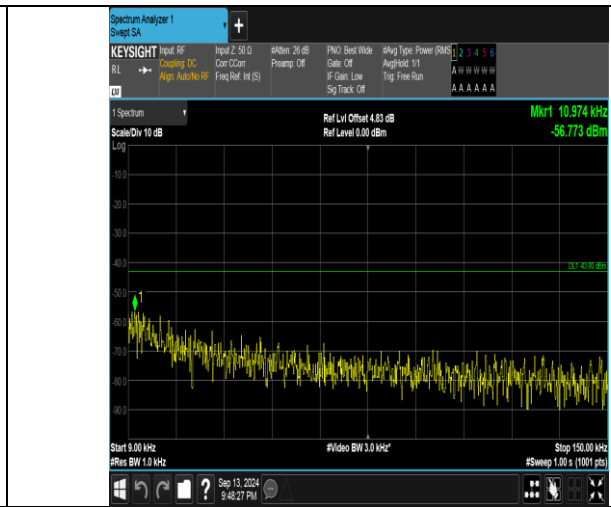 Spectrum Analyzer 1
Swept SA
+
KEYSIGHT Input: RF Input Z: 50 Ω #Atten: 26 dB PNO: Best Wide #Avg Type: Power (RMS 1 2 3 4 5 6
RL Coupling: DC Corr CCorr Preamp: Off Gate: Off Avg|Hold: 1/1 A W W W W W
Align: Auto/No RF Freq Ref: Int (S) IF Gain: Low Trig: Free Run
Sig Track: Off A A A A A A
LXI
1 Spectrum Ref Lvl Offset 4.83 dB Mkr1 10.974 kHz
Scale/Div 10 dB Ref Level 0.00 dBm -56.773 dBm
Log
-10.0
-20.0
-30.0
-40.0
DL1 -43.00 dBm
-50.0
1
-60.0
-70.0
-80.0
-90.0
Start 9.00 kHz #Video BW 3.0 kHz* Stop 150.00 kHz
#Res BW 1.0 kHz #Sweep 1.00 s (1001 pts)
? Sep 13, 2024
9:48:27 PM